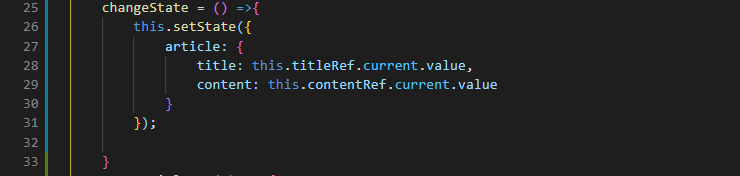 25 changeState = () =>{
26 this.setState({
27 article: {
28 title: this.titleRef.current.value,
29 content: this.contentRef.current.value
30 }
31 });
32
33 }